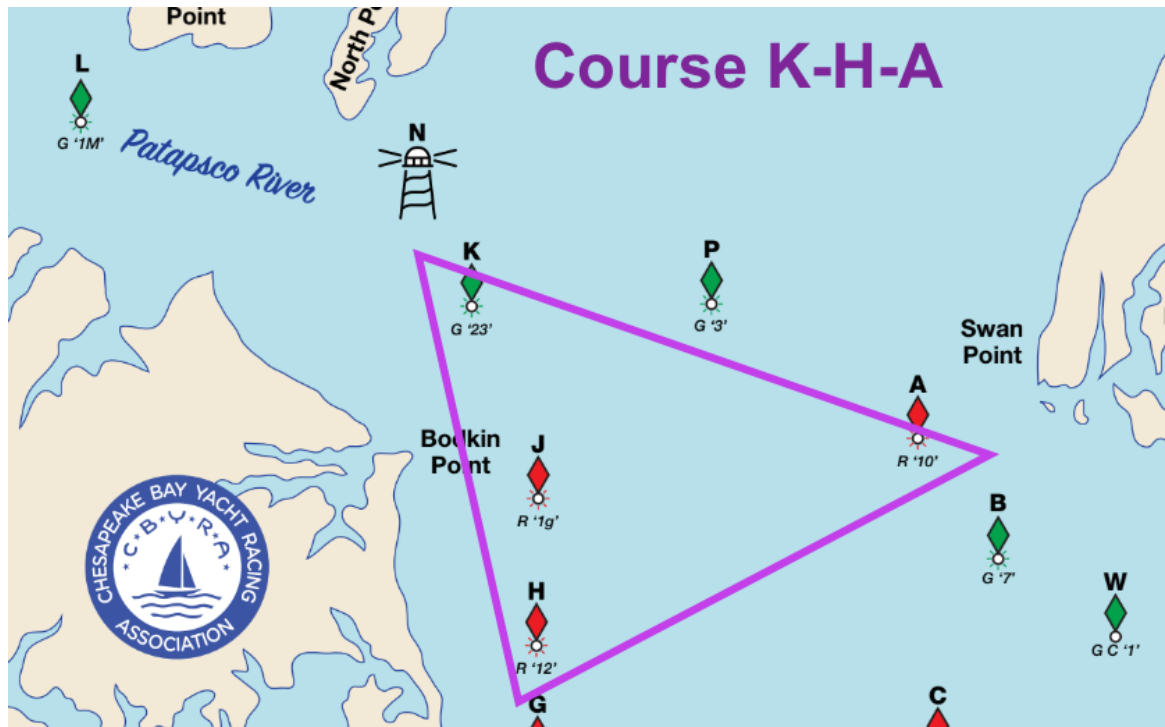 Point
North Po
Course K-H-A
L
G '1M'
Patapsco River
N
K
G '23'
P
G '3'
Swan
Point
A
R '10'
Bodkin
Point
J
R '1g'
B
G '7'
CHESAPEAKE BAY YACHT RACING
ASSOCIATION
C★B★Y★R★A
H
R '12'
W
G C '1'
G
C